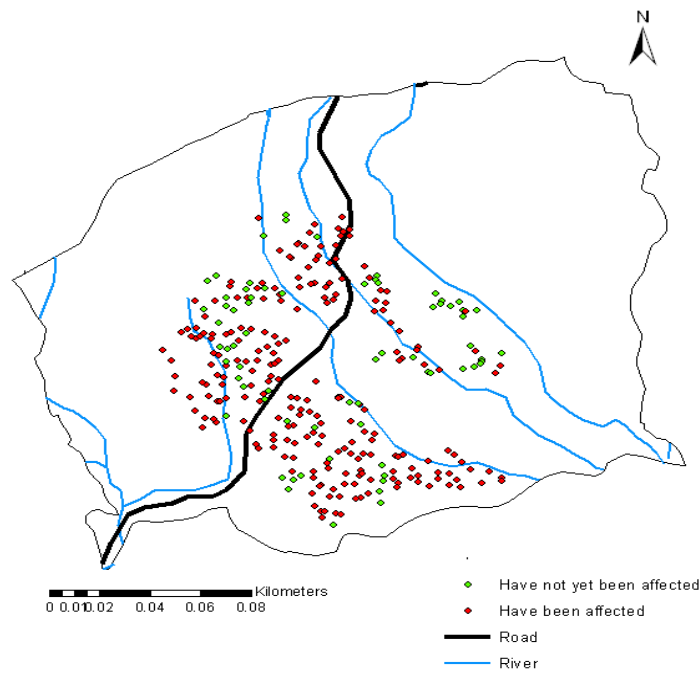 N
Kilometers
0 0.010.02 0.04 0.06 0.08
Have not yet been affected
Have been affected
Road
River